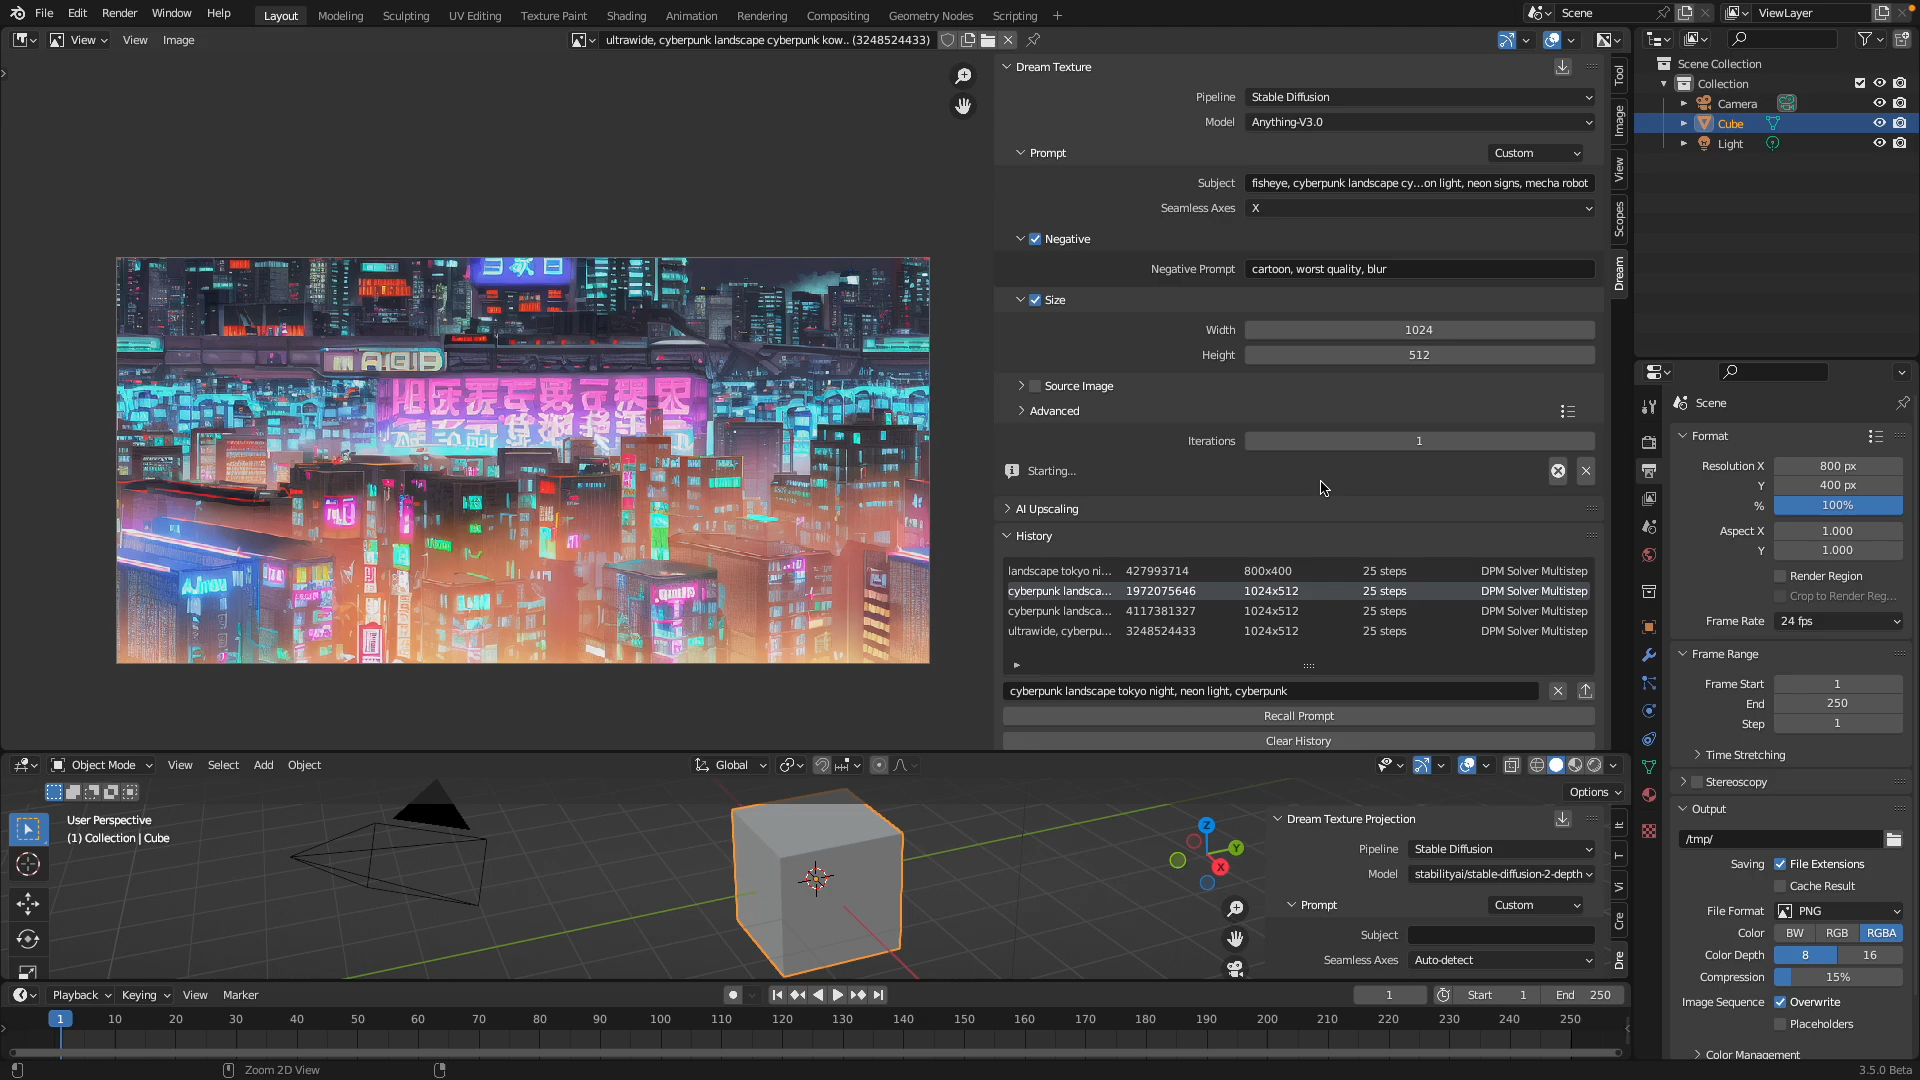 File Edit Render Window Help Layout Modeling Sculpting UV Editing Texture Paint Shading Animation Rendering Compositing Geometry Nodes Scripting + Scene ViewLayer
View View Image ultrawide, cyberpunk landscape cyberpunk kow.. (3248524433)
Dream Texture
Pipeline Stable Diffusion
Model Anything-V3.0
Prompt Custom
Subject fisheye, cyberpunk landscape cy...on light, neon signs, mecha robot
Seamless Axes X
Negative
Negative Prompt cartoon, worst quality, blur
Size
Width 1024
Height 512
Source Image
Advanced
Iterations 1
Starting...
AI Upscaling
History
landscape tokyo ni... 427993714 800x400 25 steps DPM Solver Multistep
cyberpunk landsca... 1972075646 1024x512 25 steps DPM Solver Multistep
cyberpunk landsca... 4117381327 1024x512 25 steps DPM Solver Multistep
ultrawide, cyberpu... 3248524433 1024x512 25 steps DPM Solver Multistep
cyberpunk landscape tokyo night, neon light, cyberpunk
Recall Prompt
Clear History
Tool
Image
View
Scopes
Dream
Scene Collection
Collection
Camera
Cube
Light
Scene
Format
Resolution X 800 px
Y 400 px
% 100%
Aspect X 1.000
Y 1.000
Render Region
Crop to Render Reg...
Frame Rate 24 fps
Frame Range
Frame Start 1
End 250
Step 1
Time Stretching
Stereoscopy
Output
/tmp/
Saving File Extensions
Cache Result
File Format PNG
Color BW RGB RGBA
Color Depth 8 16
Compression 15%
Image Sequence Overwrite
Placeholders
Color Management
Object Mode View Select Add Object Global
Options
User Perspective
(1) Collection | Cube
Z
Y
X
Dream Texture Projection
Pipeline Stable Diffusion
Model stabilityai/stable-diffusion-2-depth
Prompt Custom
Subject
Seamless Axes Auto-detect
It
T
Vi
Cre
Dre
Playback Keying View Marker 1 Start 1 End 250
1 10 20 30 40 50 60 70 80 90 100 110 120 130 140 150 160 170 180 190 200 210 220 230 240 250
Zoom 2D View 3.5.0 Beta